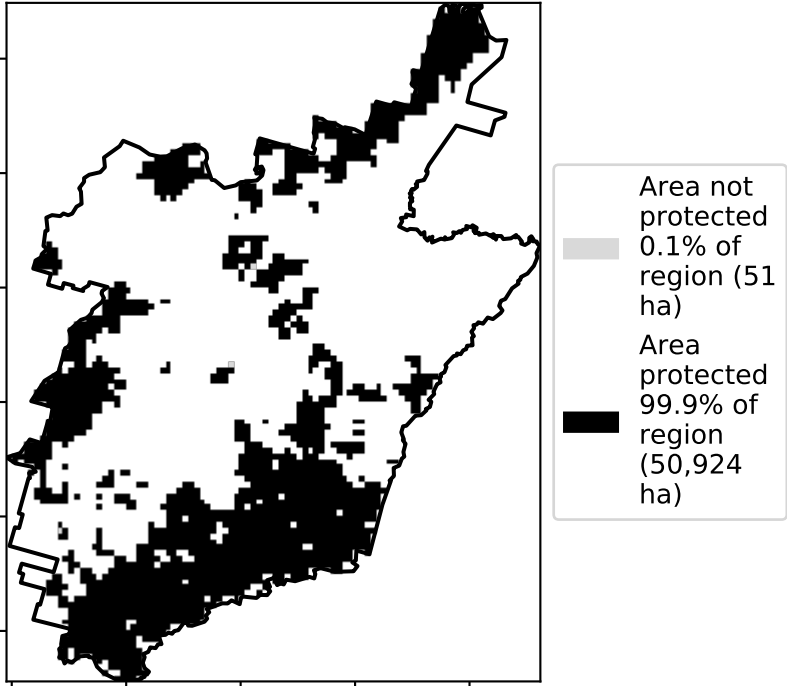 Area not
protected
0.1% of
region (51
ha)
Area
protected
99.9% of
region
(50,924
ha)